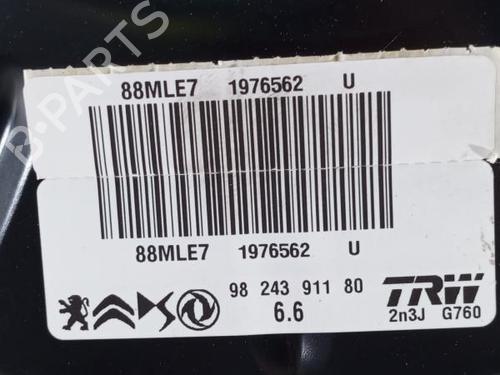 88MLE7 1976562 U
88MLE7 1976562 U
98 243 911 80
6.6
TRW
2n3J G760
B-PARTS